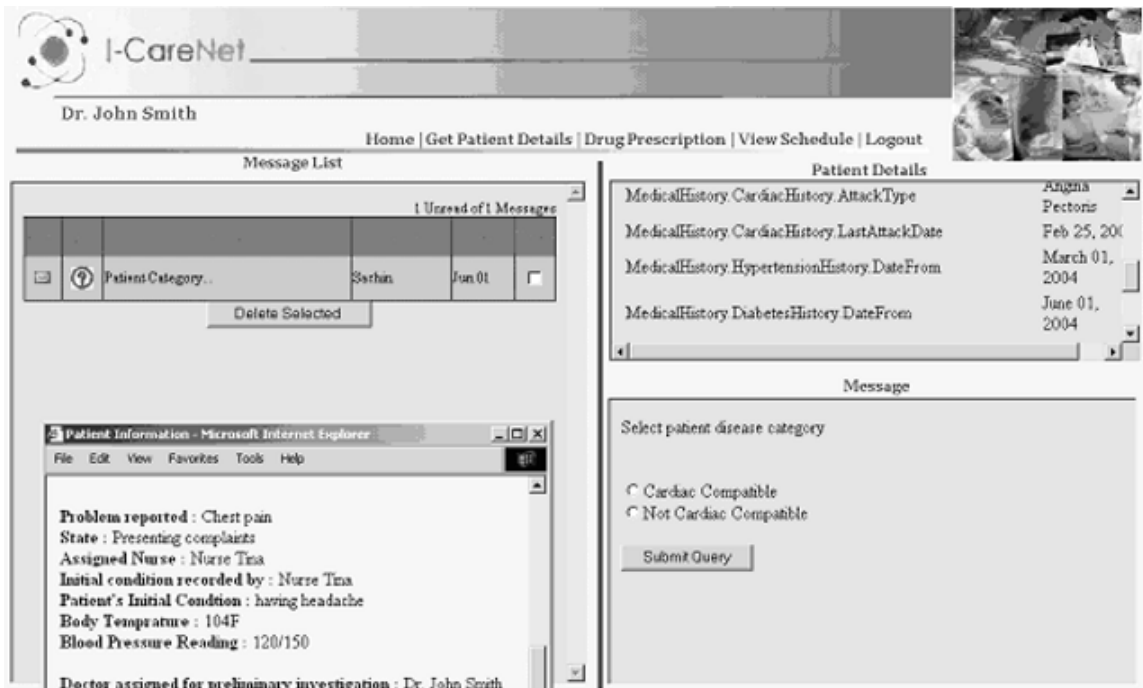 I-CareNet
Dr. John Smith
Home | Get Patient Details | Drug Prescription | View Schedule | Logout
Message List
1 Unread of 1 Messages
Patient Category... Sachin Jun 01
Delete Selected
Patient Information - Microsoft Internet Explorer
File Edit View Favorites Tools Help
Problem reported : Chest pain
State : Presenting complaints
Assigned Nurse : Nurse Tina
Initial condition recorded by : Nurse Tina
Patient's Initial Condtion : having headache
Body Temprature : 104F
Blood Pressure Reading : 120/150
Doctor assigned for preliminary investigation : Dr. John Smith
Patient Details
MedicalHistory.CardiacHistory.AttackType Angina
Pectoris
MedicalHistory.CardiacHistory.LastAttackDate Feb 25, 200
MedicalHistory.HypertensionHistory.DateFrom March 01,
2004
MedicalHistory.DiabetesHistory.DateFrom June 01,
2004
Message
Select patient disease category
Cardiac Compatible
Not Cardiac Compatible
Submit Query